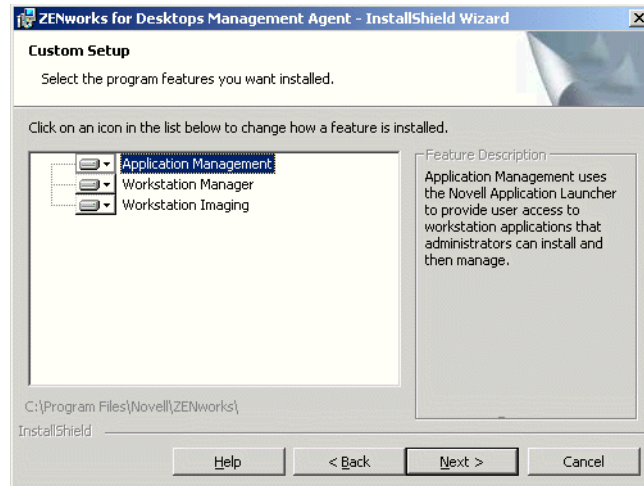 ZENworks for Desktops Management Agent - InstallShield Wizard
Custom Setup
Select the program features you want installed.
Click on an icon in the list below to change how a feature is installed.
Application Management
Workstation Manager
Workstation Imaging
Feature Description
Application Management uses
the Novell Application Launcher
to provide user access to
workstation applications that
administrators can install and
then manage.
C:\Program Files\Novell\ZENworks\
InstallShield
Help
< Back
Next >
Cancel